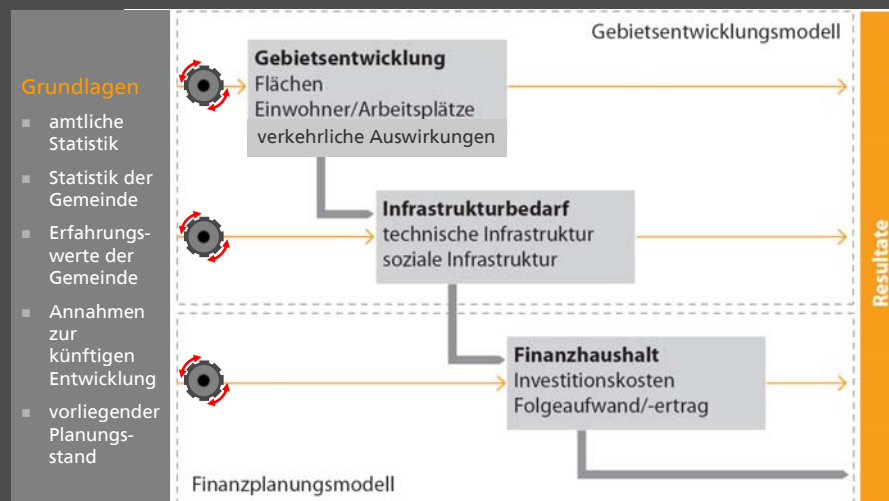 Grundlagen
amtliche
Statistik
Statistik der
Gemeinde
Erfahrungs-
werte der
Gemeinde
Annahmen
zur
künftigen
Entwicklung
vorliegender
Planungs-
stand
Gebietsentwicklungsmodell
Gebietsentwicklung
Flächen
Einwohner/Arbeitsplätze
verkehrliche Auswirkungen
Infrastrukturbedarf
technische Infrastruktur
soziale Infrastruktur
Finanzhaushalt
Investitionskosten
Folgeaufwand/-ertrag
Finanzplanungsmodell
Resultate